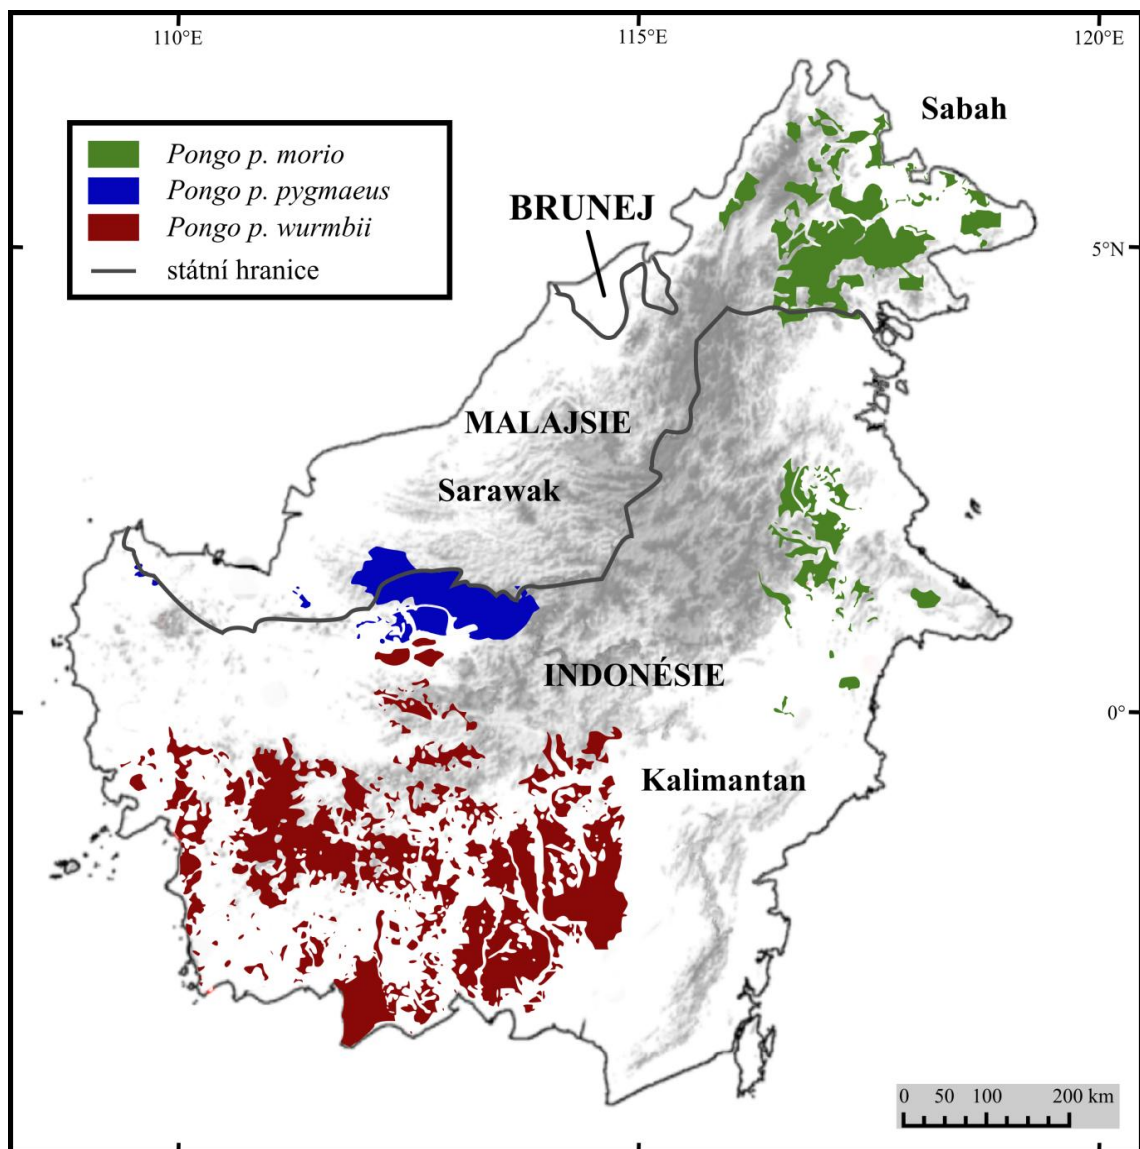 110°E
115°E
120°E
Sabah
Pongo p. morio
Pongo p. pygmaeus
Pongo p. wurmbii
státní hranice
BRUNEJ
5°N
MALAJSIE
Sarawak
INDONÉSIE
0°
Kalimantan
0 50 100 200 km